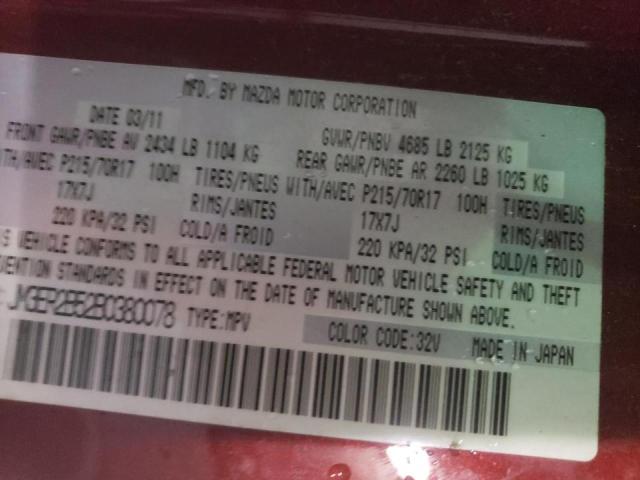 MFD. BY MAZDA MOTOR CORPORATION
DATE 03/11 GVWR/PNBV 4685 LB 2125 KG
FRONT GAWR/PNBE AV 2434 LB 1104 KG REAR GAWR/PNBE AR 2260 LB 1025 KG
ITH/AVEC P215/70R17 100H TIRES/PNEUS WITH/AVEC P215/70R17 100H TIRES/PNEUS
17X7J RIMS/JANTES 17X7J RIMS/JANTES
220 KPA/32 PSI COLD/A FROID 220 KPA/32 PSI COLD/A FROID
IS VEHICLE CONFORMS TO ALL APPLICABLE FEDERAL MOTOR VEHICLE SAFETY AND THEFT
EVENTION STANDARDS IN EFFECT ON THE DATE OF MANUFACTURE SHOWN ABOVE.
: JM3ER2B52B0380078 TYPE:MPV COLOR CODE:32V MADE IN JAPAN